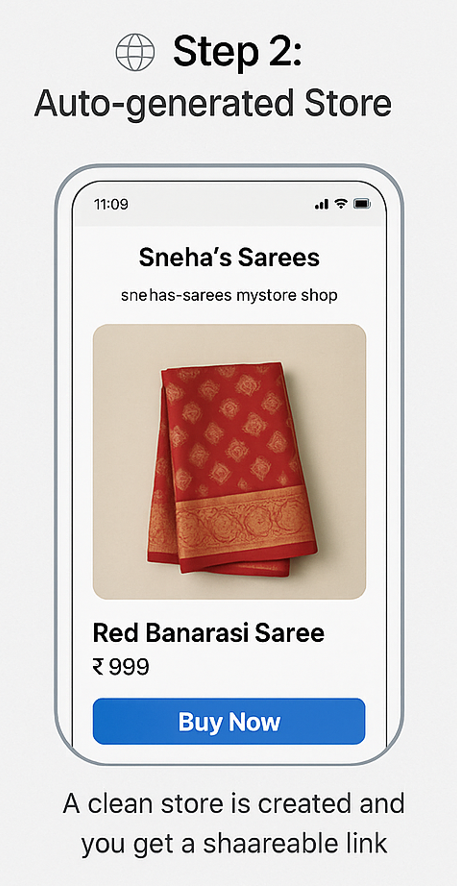 Step 2:
Auto-generated Store
11:09
Sneha's Sarees
snehas-sarees mystore shop
Red Banarasi Saree
₹ 999
Buy Now
A clean store is created and
you get a shaareable link